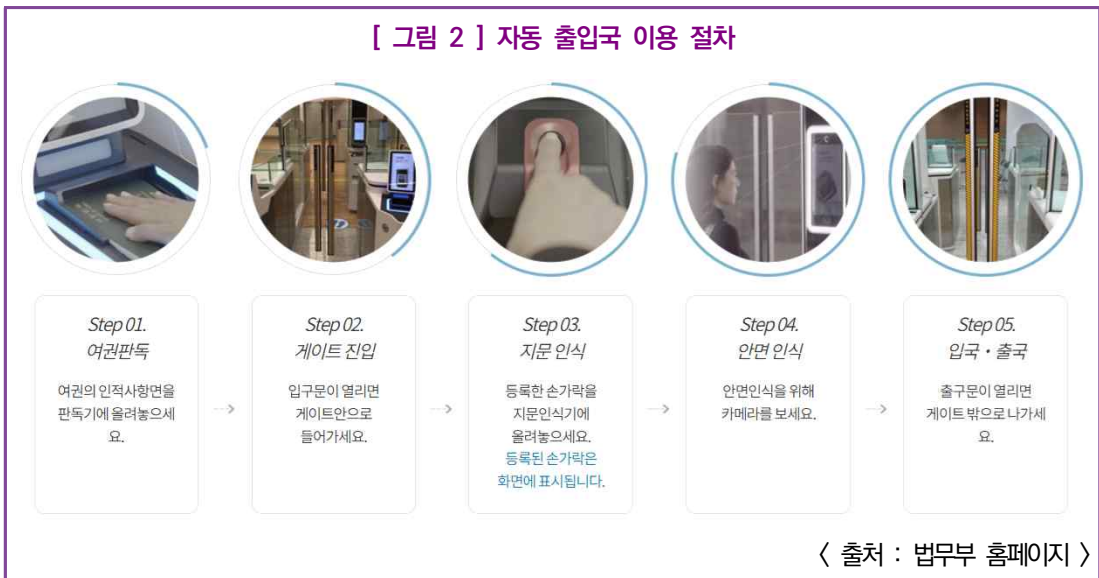 [ 그림 2 ] 자동 출입국 이용 절차
Step 01.
여권판독
여권의 인적사항면을
판독기에 올려놓으세
요.
Step 02.
게이트 진입
입구문이 열리면
게이트안으로
들어가세요.
Step 03.
지문 인식
등록한 손가락을
지문인식기에
올려놓으세요.
등록된 손가락은
화면에 표시됩니다.
Step 04.
안면 인식
안면인식을 위해
카메라를 보세요.
Step 05.
입국・출국
출구문이 열리면
게이트 밖으로 나가세
요.
< 출처 : 법무부 홈페이지 >